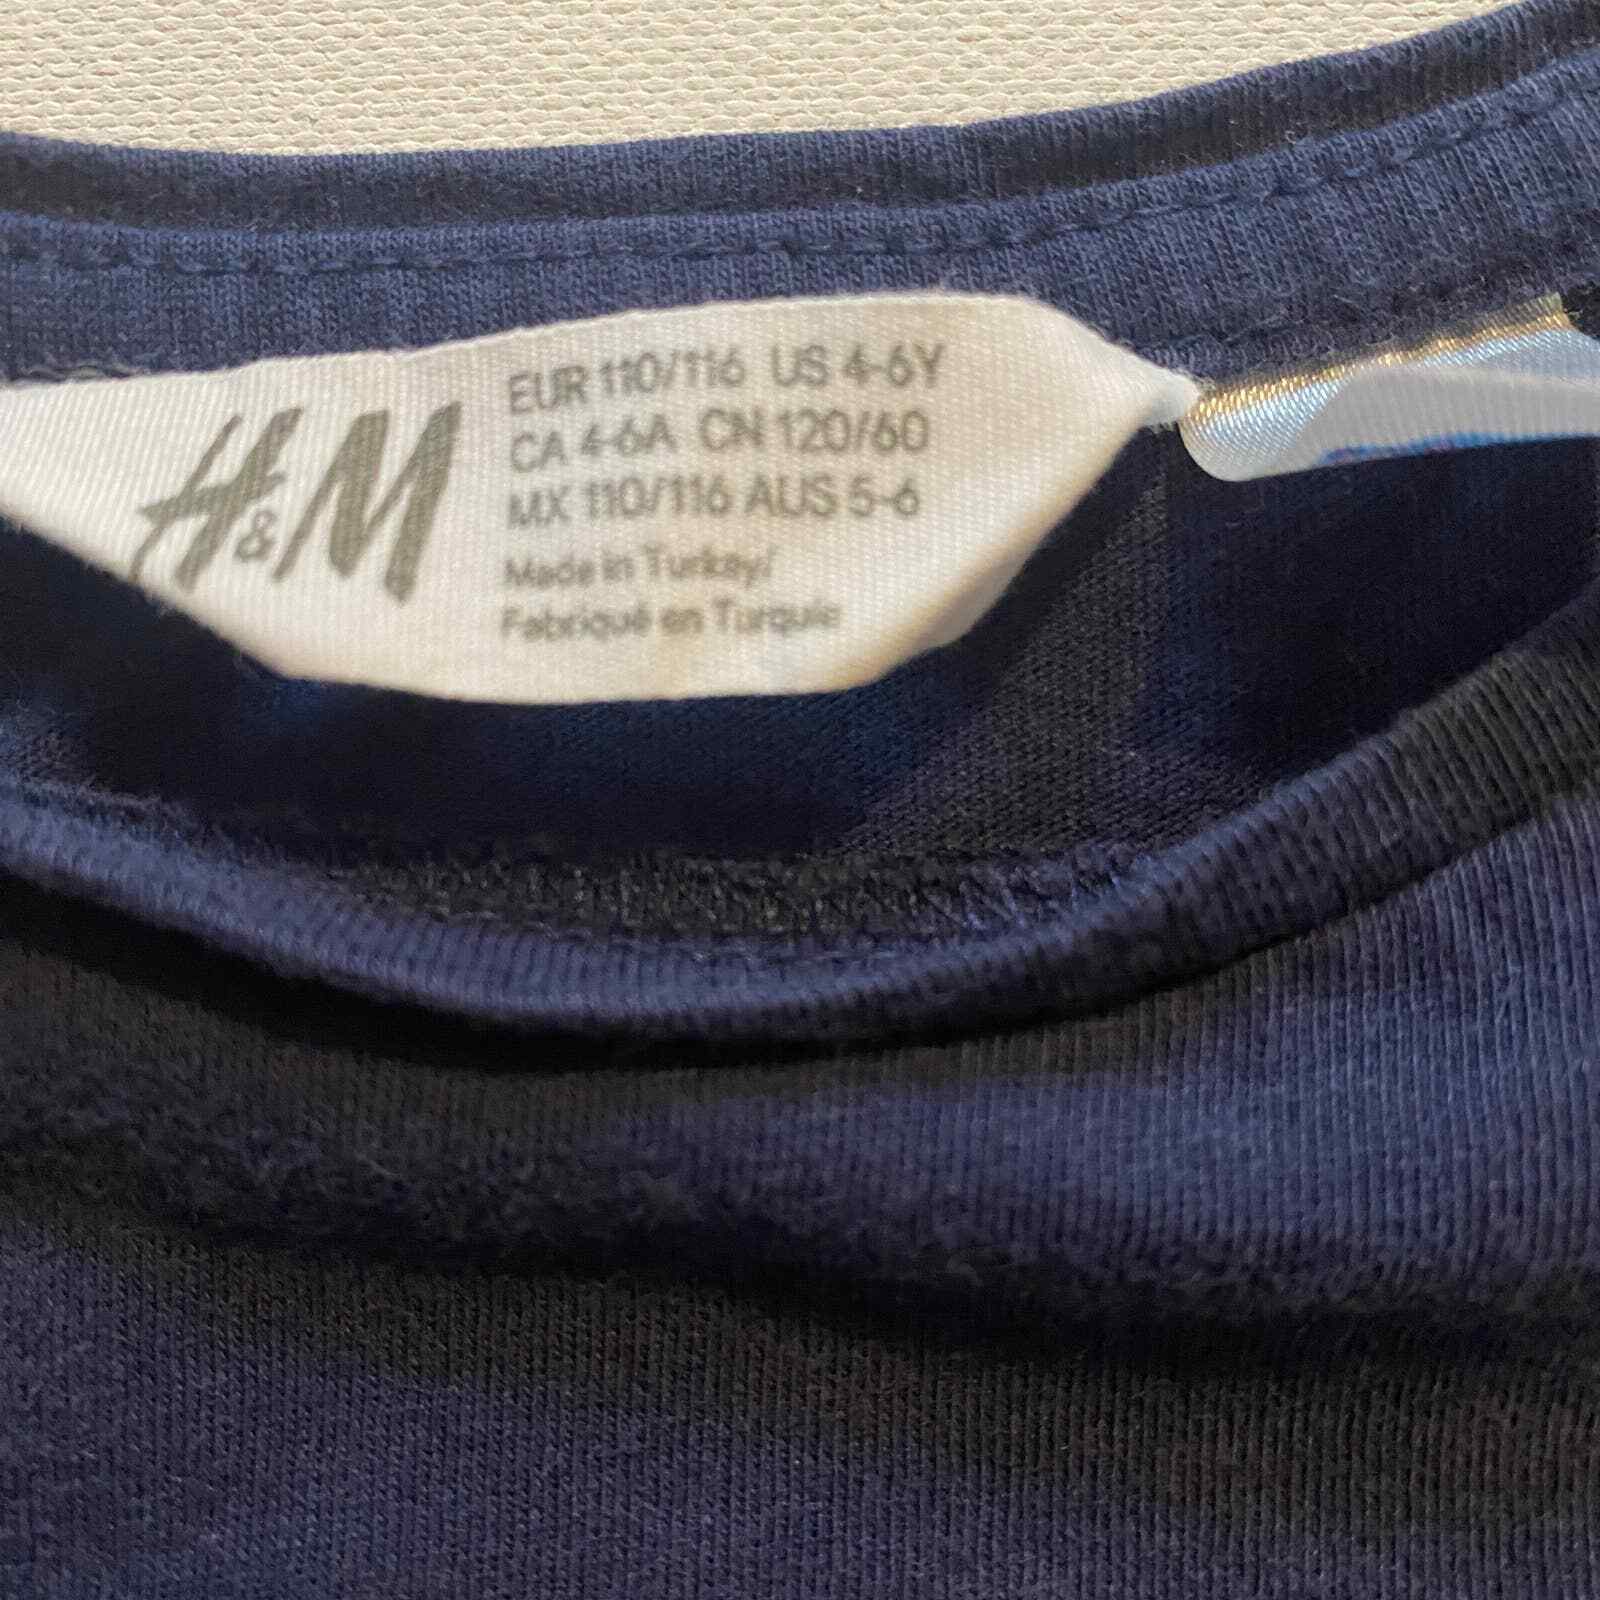 H&M
EUR 110/116 US 4-6Y
CA 4-6A CN 120/60
MX 110/116 AUS 5-6
Made in Turkey/
Fabriqué en Turquie